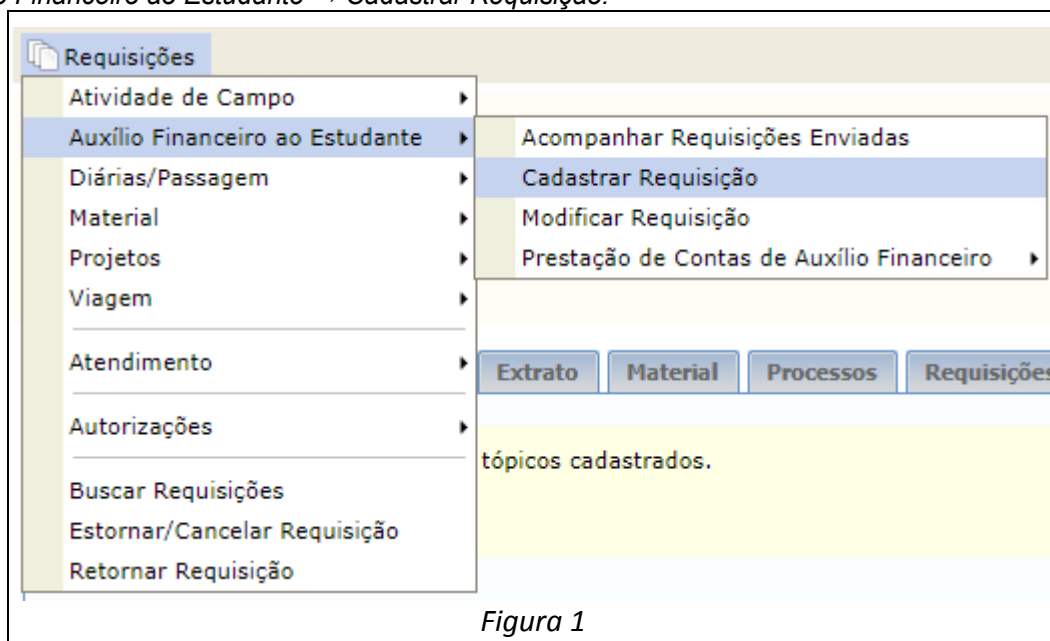 Financeiro ao Estudante → Cadastrar Requisição.
Requisições
Atividade de Campo
Auxílio Financeiro ao Estudante
Diárias/Passagem
Material
Projetos
Viagem
Atendimento
Autorizações
Buscar Requisições
Estornar/Cancelar Requisição
Retornar Requisição
Acompanhar Requisições Enviadas
Cadastrar Requisição
Modificar Requisição
Prestação de Contas de Auxílio Financeiro
Extrato Material Processos Requisições
tópicos cadastrados.
Figura 1